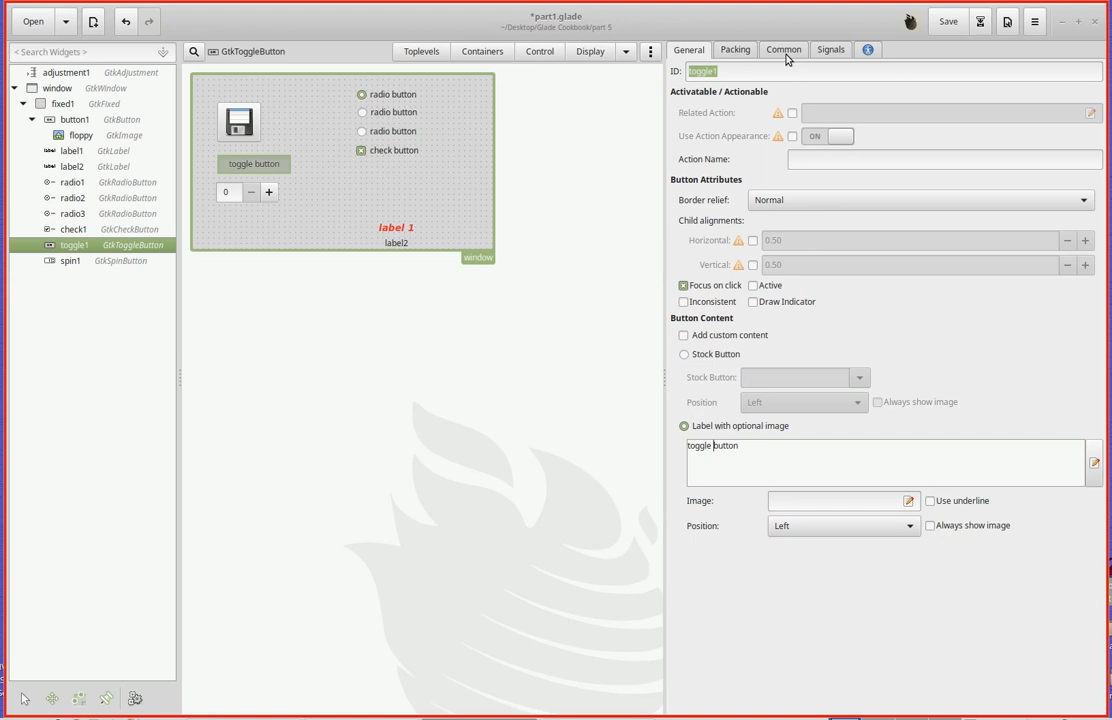 Open
*part1.glade
~/Desktop/Glade Cookbook/part 5
Save
< Search Widgets >
GtkToggleButton
Toplevels
Containers
Control
Display
General
Packing
Common
Signals
adjustment1 GtkAdjustment
window GtkWindow
fixed1 GtkFixed
button1 GtkButton
floppy GtkImage
label1 GtkLabel
label2 GtkLabel
radio1 GtkRadioButton
radio2 GtkRadioButton
radio3 GtkRadioButton
check1 GtkCheckButton
toggle1 GtkToggleButton
spin1 GtkSpinButton
radio button
radio button
radio button
check button
toggle button
0
label 1
label2
window
ID: toggle1
Activatable / Actionable
Related Action:
Use Action Appearance: ON
Action Name:
Button Attributes
Border relief: Normal
Child alignments:
Horizontal: 0.50
Vertical: 0.50
Focus on click Active
Inconsistent Draw Indicator
Button Content
Add custom content
Stock Button
Stock Button:
Position Left Always show image
Label with optional image
toggle button
Image: Use underline
Position: Left Always show image